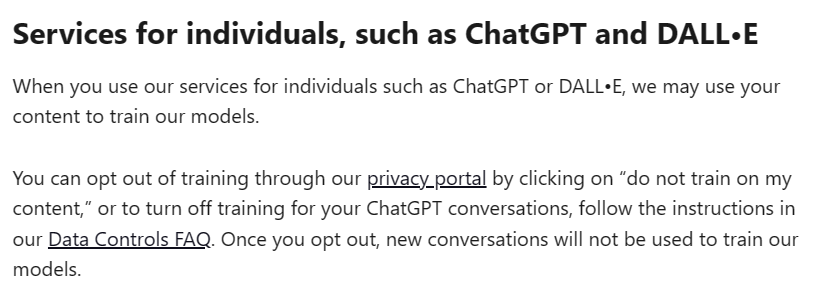 Services for individuals, such as ChatGPT and DALL•E
When you use our services for individuals such as ChatGPT or DALL•E, we may use your
content to train our models.
You can opt out of training through our privacy portal by clicking on “do not train on my
content,” or to turn off training for your ChatGPT conversations, follow the instructions in
our Data Controls FAQ. Once you opt out, new conversations will not be used to train our
models.